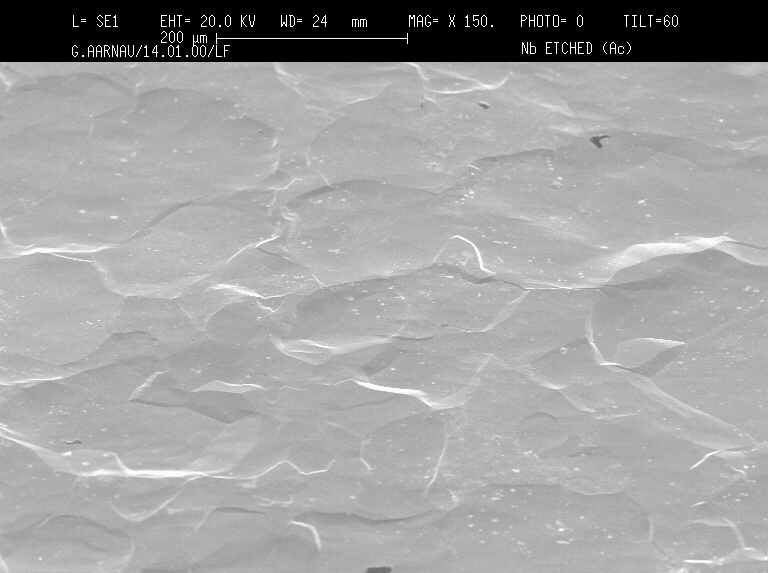 L= SE1 EHT= 20.0 KV WD= 24 mm MAG= X 150. PHOTO= 0 TILT=60
200 µm
G.AARNAU/14.01.00/LF Nb ETCHED (Ac)